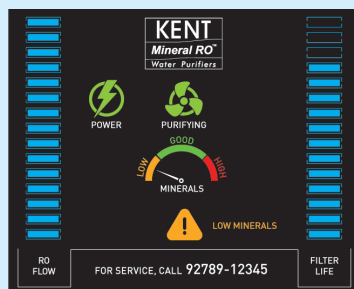 KENT
Mineral RO™
Water Purifiers
POWER
PURIFYING
LOW
GOOD
HIGH
MINERALS
LOW MINERALS
RO
FLOW
FOR SERVICE, CALL 92789-12345
FILTER
LIFE